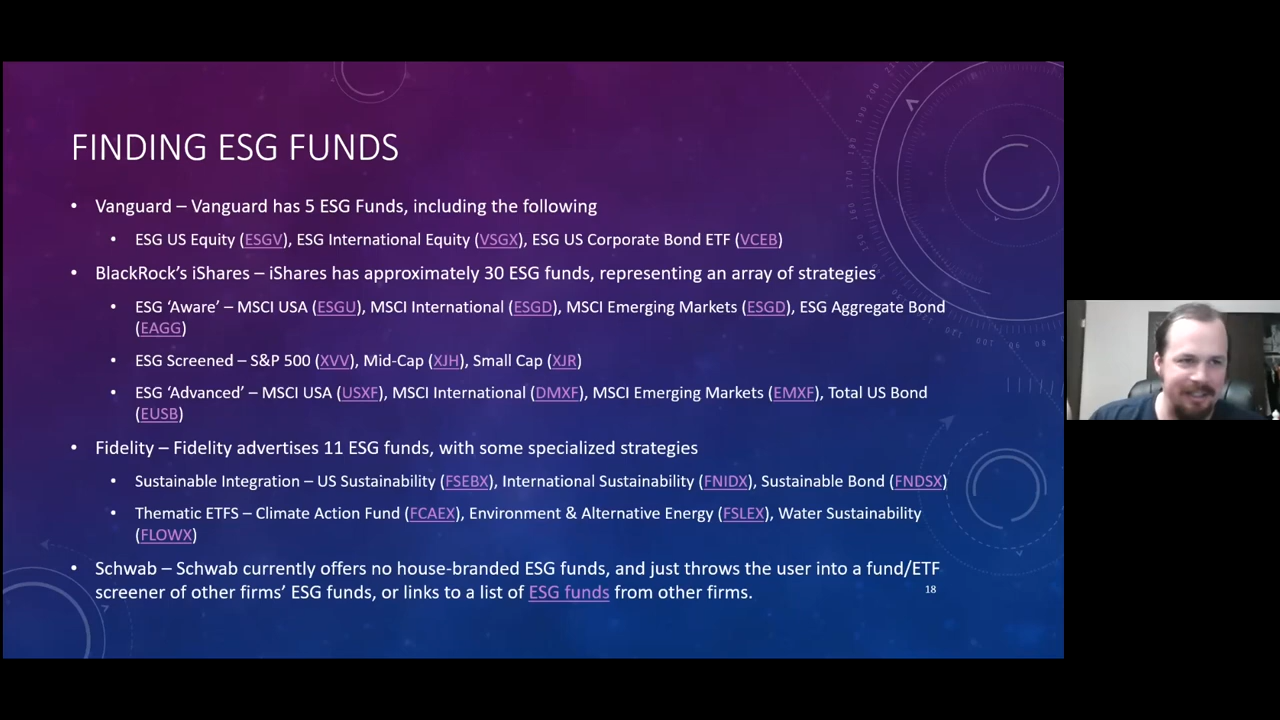 FINDING ESG FUNDS
• Vanguard – Vanguard has 5 ESG Funds, including the following
• ESG US Equity (ESGV), ESG International Equity (VSGX), ESG US Corporate Bond ETF (VCEB)
• BlackRock's iShares – iShares has approximately 30 ESG funds, representing an array of strategies
• ESG 'Aware' – MSCI USA (ESGU), MSCI International (ESGD), MSCI Emerging Markets (ESGD), ESG Aggregate Bond
(EAGG)
• ESG Screened – S&P 500 (XVV), Mid-Cap (XJH), Small Cap (XJR)
• ESG 'Advanced' – MSCI USA (USXF), MSCI International (DMXF), MSCI Emerging Markets (EMXF), Total US Bond
(EUSB)
• Fidelity – Fidelity advertises 11 ESG funds, with some specialized strategies
• Sustainable Integration – US Sustainability (FSEBX), International Sustainability (FNIDX), Sustainable Bond (FNDSX)
• Thematic ETFS – Climate Action Fund (FCAEX), Environment & Alternative Energy (FSLEX), Water Sustainability
(FLOWX)
• Schwab – Schwab currently offers no house-branded ESG funds, and just throws the user into a fund/ETF
screener of other firms' ESG funds, or links to a list of ESG funds from other firms.
18